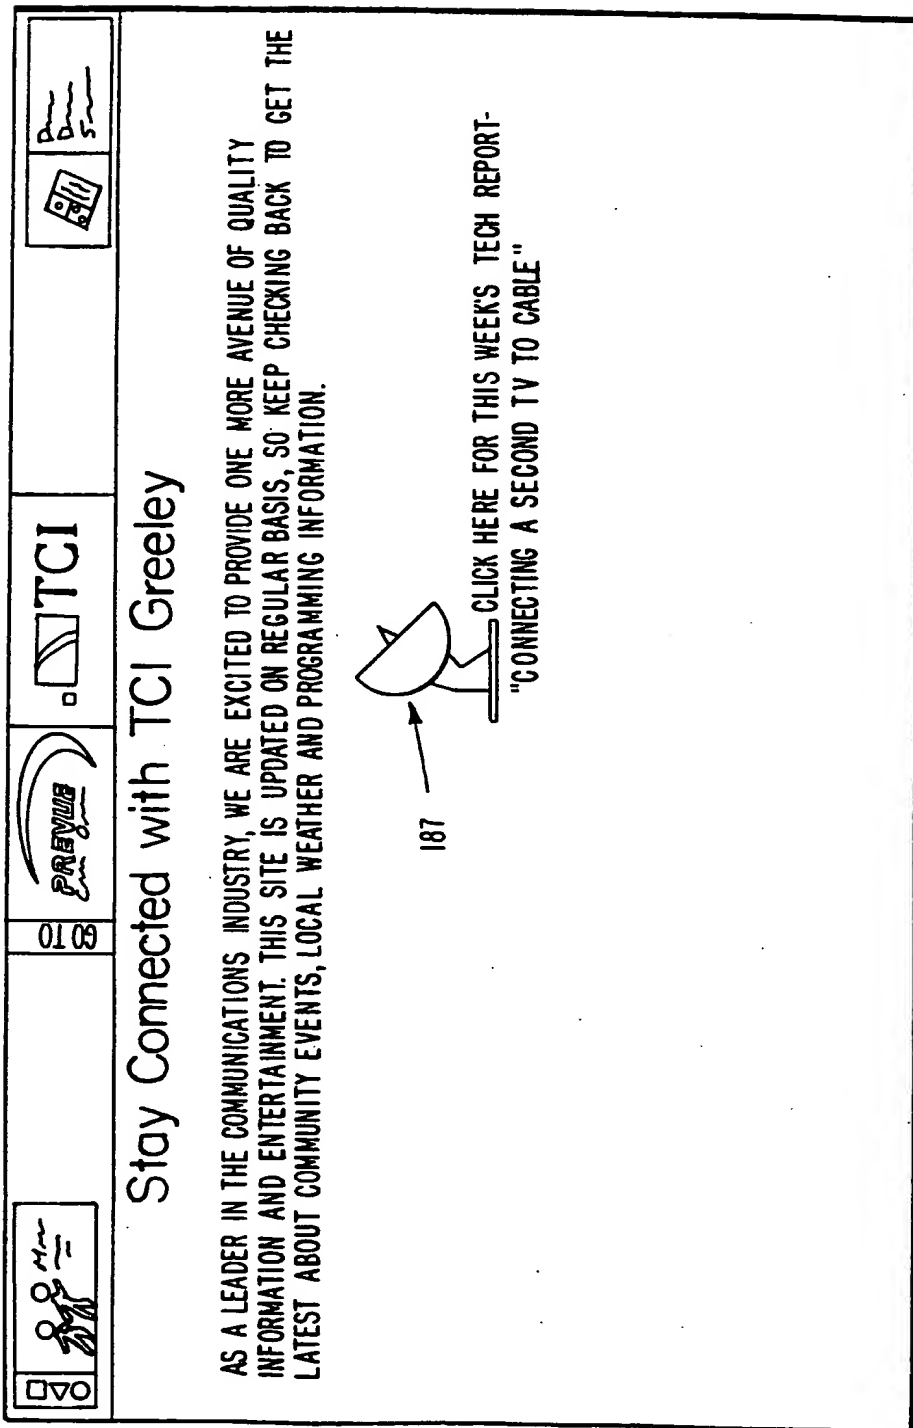 GO TO
PREVUE
TCI
Stay Connected with TCI Greeley
AS A LEADER IN THE COMMUNICATIONS INDUSTRY, WE ARE EXCITED TO PROVIDE ONE MORE AVENUE OF QUALITY
INFORMATION AND ENTERTAINMENT. THIS SITE IS UPDATED ON REGULAR BASIS, SO KEEP CHECKING BACK TO GET THE
LATEST ABOUT COMMUNITY EVENTS, LOCAL WEATHER AND PROGRAMMING INFORMATION.
187
CLICK HERE FOR THIS WEEK'S TECH REPORT-
"CONNECTING A SECOND TV TO CABLE"